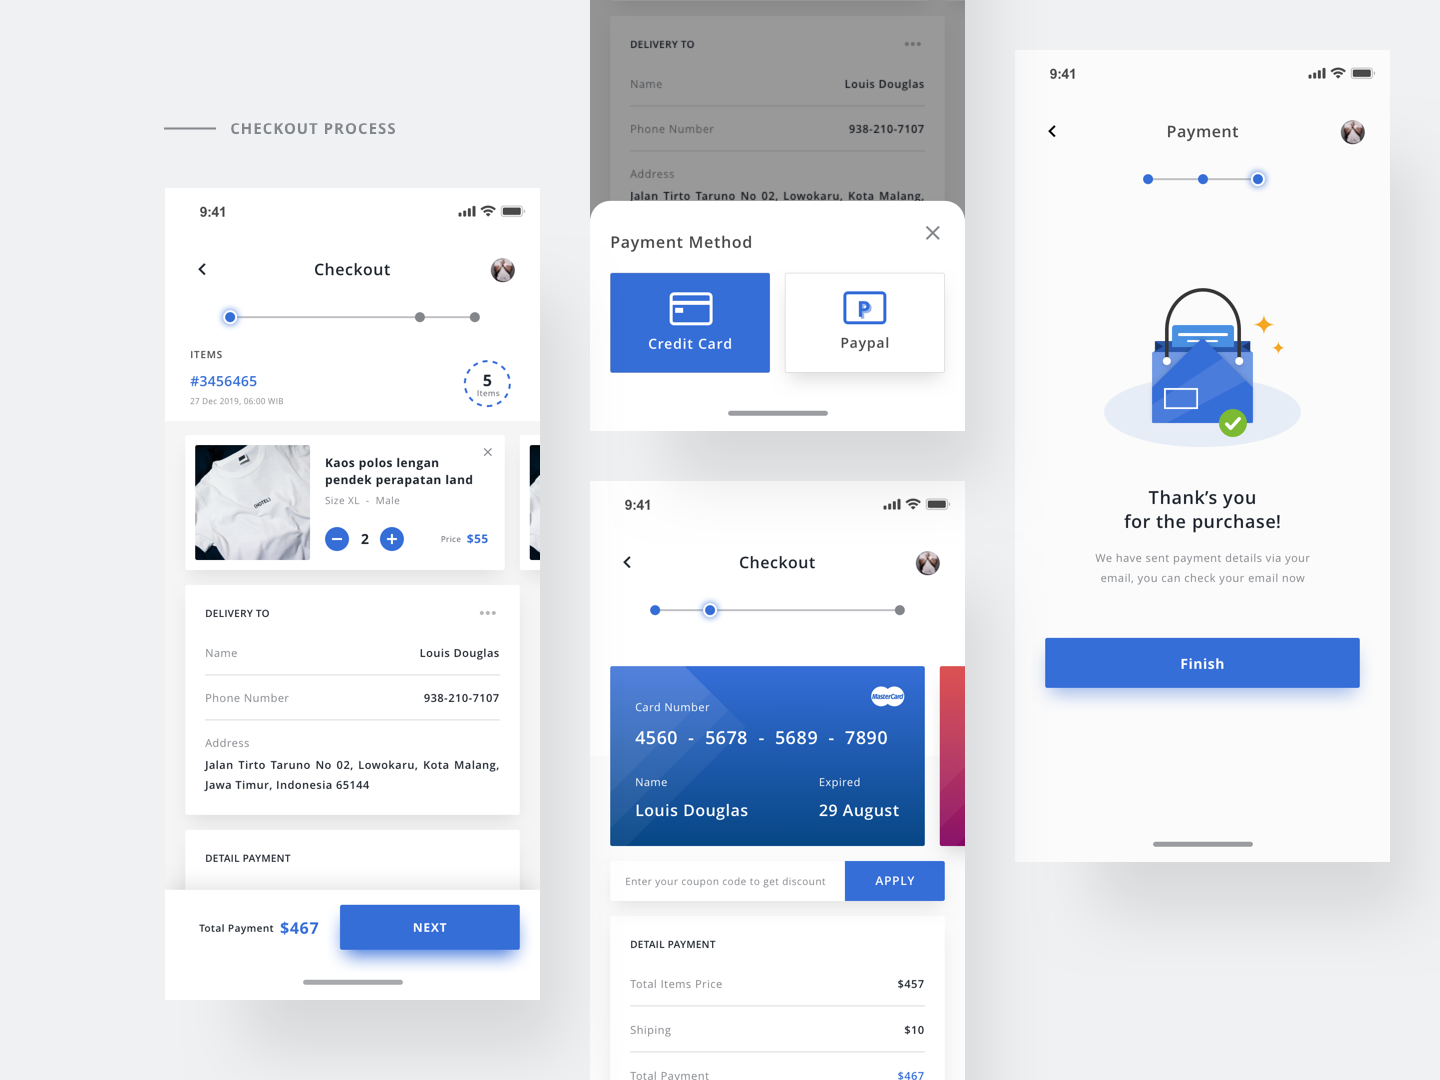 CHECKOUT PROCESS
9:41
Checkout
ITEMS
#3456465
27 Dec 2019, 06:00 WIB
5
Items
(HOTEL)
Kaos polos lengan
pendek perapatan land
Size XL - Male
2
Price $55
DELIVERY TO
Name Louis Douglas
Phone Number 938-210-7107
Address
Jalan Tirto Taruno No 02, Lowokaru, Kota Malang,
Jawa Timur, Indonesia 65144
DETAIL PAYMENT
Total Payment $467
NEXT
DELIVERY TO
Name Louis Douglas
Phone Number 938-210-7107
Address
Jalan Tirto Taruno No 02, Lowokaru, Kota Malang,
Payment Method
Credit Card
P
Paypal
9:41
Checkout
MasterCard
Card Number
4560 - 5678 - 5689 - 7890
Name Expired
Louis Douglas 29 August
Enter your coupon code to get discount
APPLY
DETAIL PAYMENT
Total Items Price $457
Shiping $10
Total Payment $467
9:41
Payment
Thank's you
for the purchase!
We have sent payment details via your
email, you can check your email now
Finish